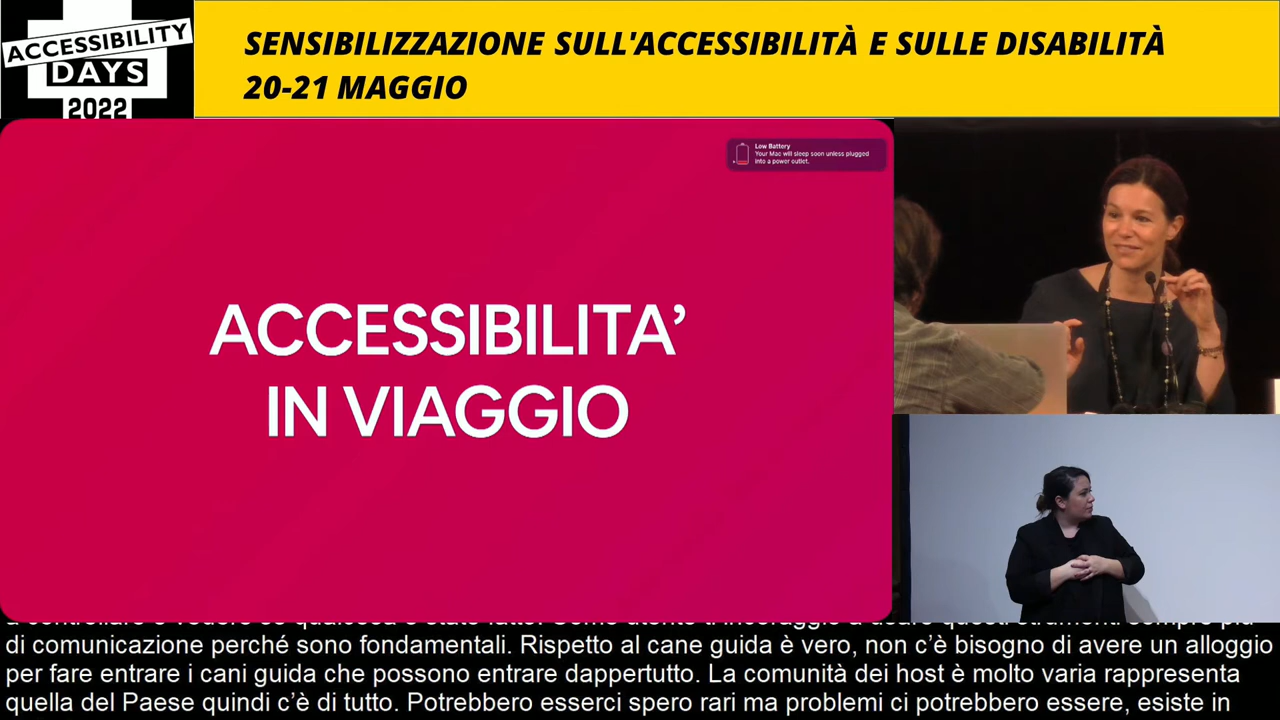 ACCESSIBILITY
DAYS
2022
SENSIBILIZZAZIONE SULL'ACCESSIBILITÀ E SULLE DISABILITÀ
20-21 MAGGIO
Low Battery
Your Mac will sleep soon unless plugged
into a power outlet.
ACCESSIBILITA’
IN VIAGGIO
di comunicazione perché sono fondamentali. Rispetto al cane guida è vero, non c’è bisogno di avere un alloggio
per fare entrare i cani guida che possono entrare dappertutto. La comunità dei host è molto varia rappresenta
quella del Paese quindi c’è di tutto. Potrebbero esserci spero rari ma problemi ci potrebbero essere, esiste in